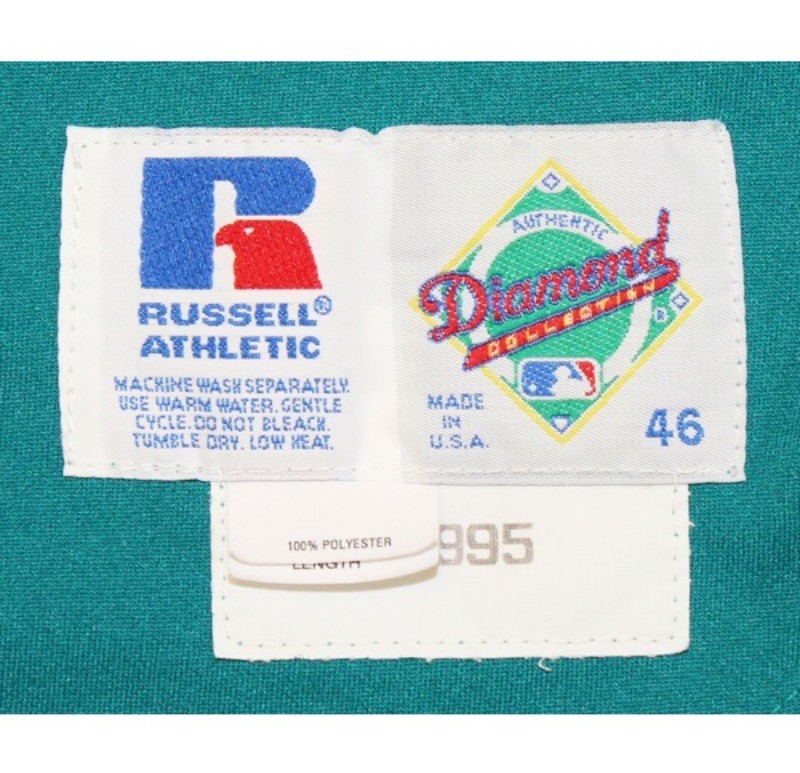 RUSSELL®
ATHLETIC
MACHINE WASH SEPARATELY.
USE WARM WATER. GENTLE
CYCLE. DO NOT BLEACH.
TUMBLE DRY. LOW HEAT.
AUTHENTIC
Diamond
COLLECTION ®
MADE
IN
U.S.A.
46
100% POLYESTER
LENGTH
995